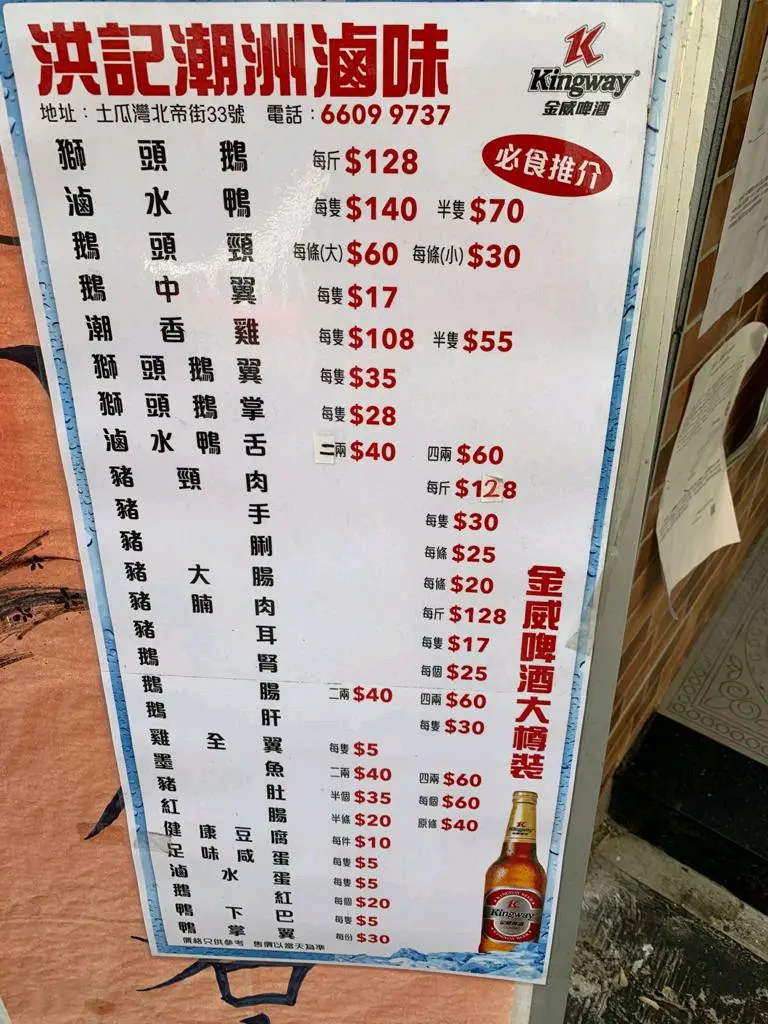 洪記潮洲滷味
Kingway
金威啤酒
地址：土瓜灣北帝街33號 電話：6609 9737
必食推介
獅頭鵝 每斤$128
滷水鴨 每隻$140 半隻$70
鵝頭頸 每條(大)$60 每條(小)$30
鵝中翼 每隻$17
潮香雞 每隻$108 半隻$55
獅頭鵝翼 每隻$35
獅頭鵝掌 每隻$28
滷水鴨舌 二兩$40 四兩$60
豬頸肉 每斤$128
豬手 每隻$30
豬脷 每條$25
豬大腸 每條$20
豬腩肉 每斤$128
豬耳 每隻$17
鵝腎 每個$25
鵝腸 二兩$40 四兩$60
鵝肝 每隻$30
雞全翼 每隻$5
墨魚 二兩$40 四兩$60
豬肚 半個$35 每個$60
紅腸 半條$20 原條$40
健康豆腐 每件$10
足味咸蛋 每隻$5
滷水蛋 每隻$5
鵝紅 每個$20
鴨下巴 每隻$5
鴨掌翼 每份$30
價格只供參考 售價以當天為準
金威啤酒大樽裝
Kingway
Kingway